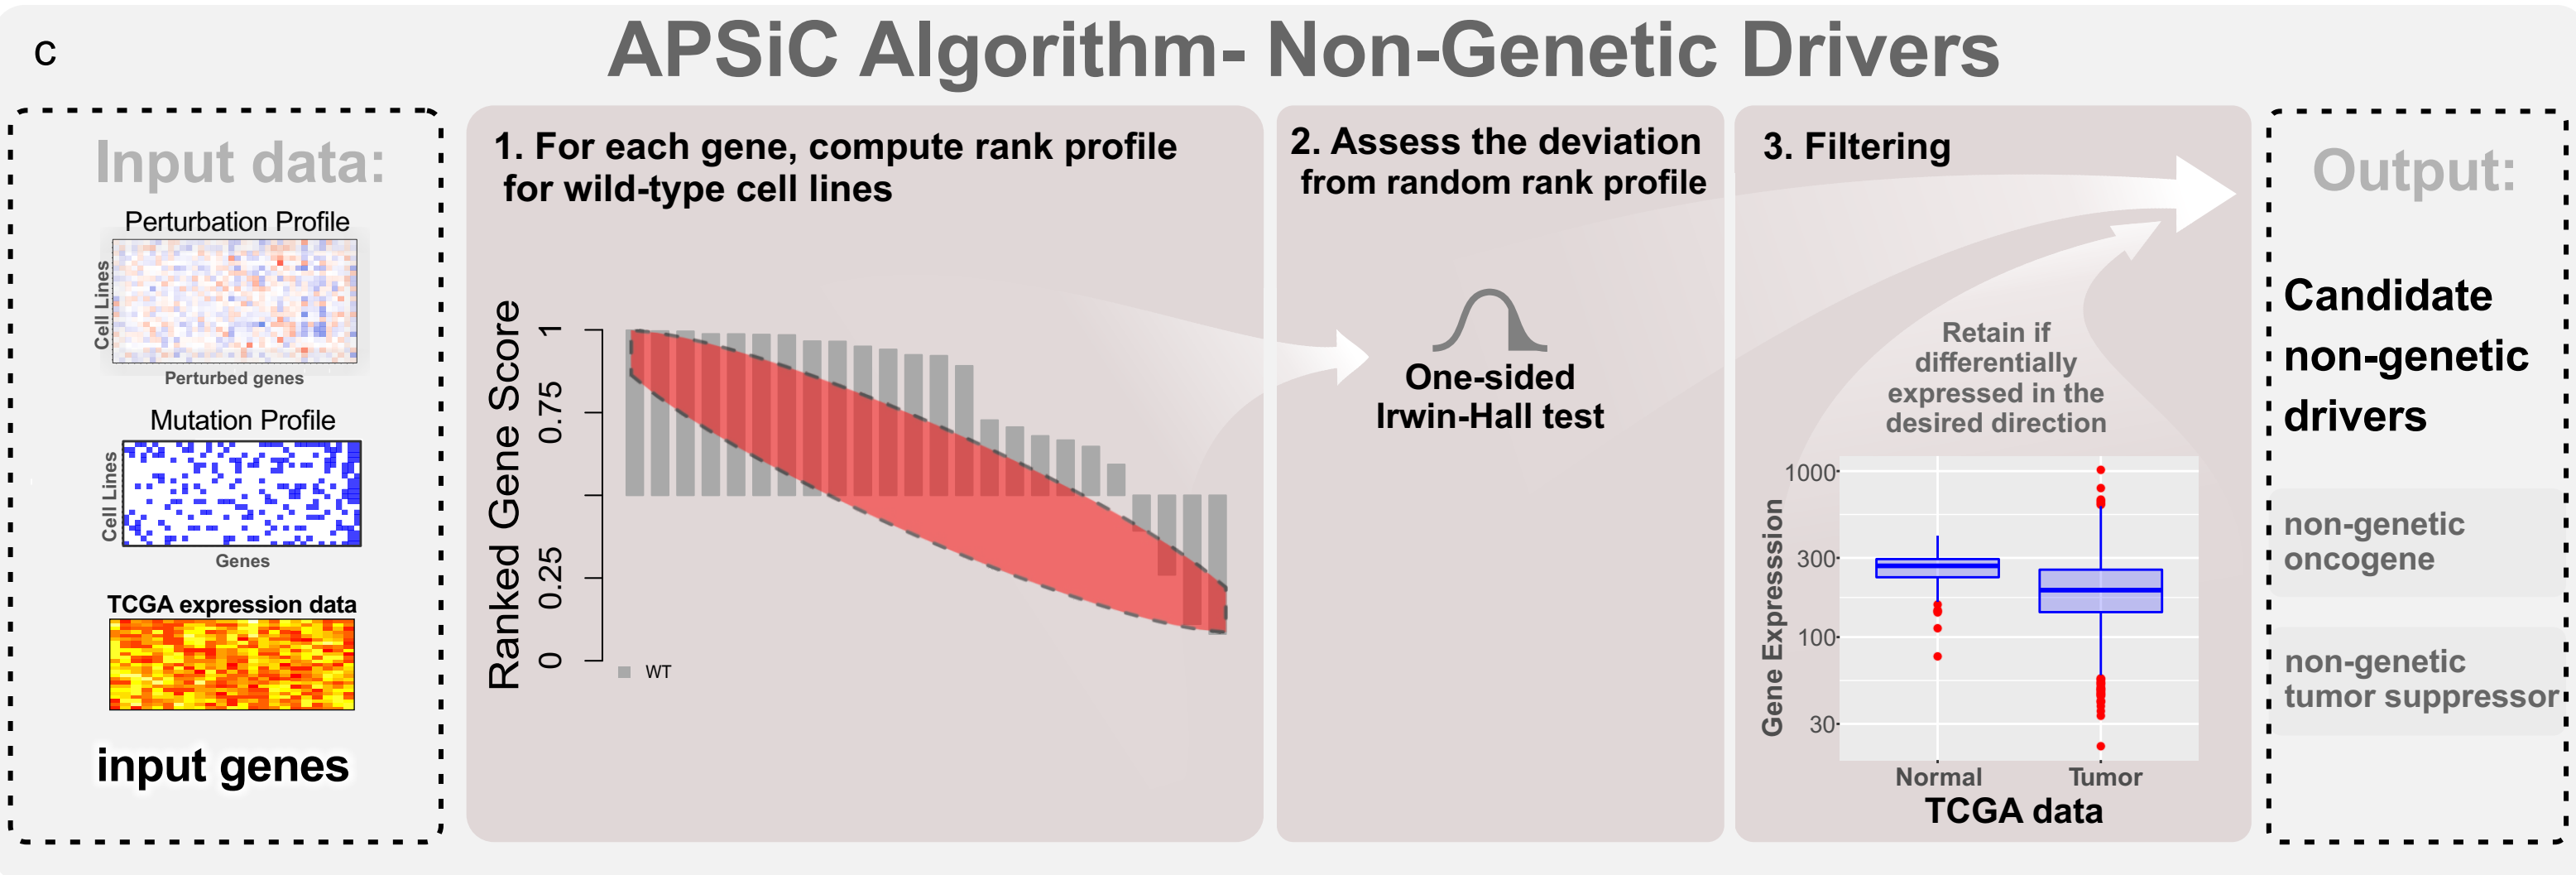 c
APSiC Algorithm- Non-Genetic Drivers
Input data:
Perturbation Profile
Cell Lines
Perturbed genes
Mutation Profile
Cell Lines
Genes
TCGA expression data
input genes
1. For each gene, compute rank profile
for wild-type cell lines
Ranked Gene Score
1
0.75
0.25
0
WT
2. Assess the deviation
from random rank profile
One-sided
Irwin-Hall test
3. Filtering
Retain if
differentially
expressed in the
desired direction
Gene Expression
1000
300
100
30
Normal
Tumor
TCGA data
Output:
Candidate
non-genetic
drivers
non-genetic
oncogene
non-genetic
tumor suppressor